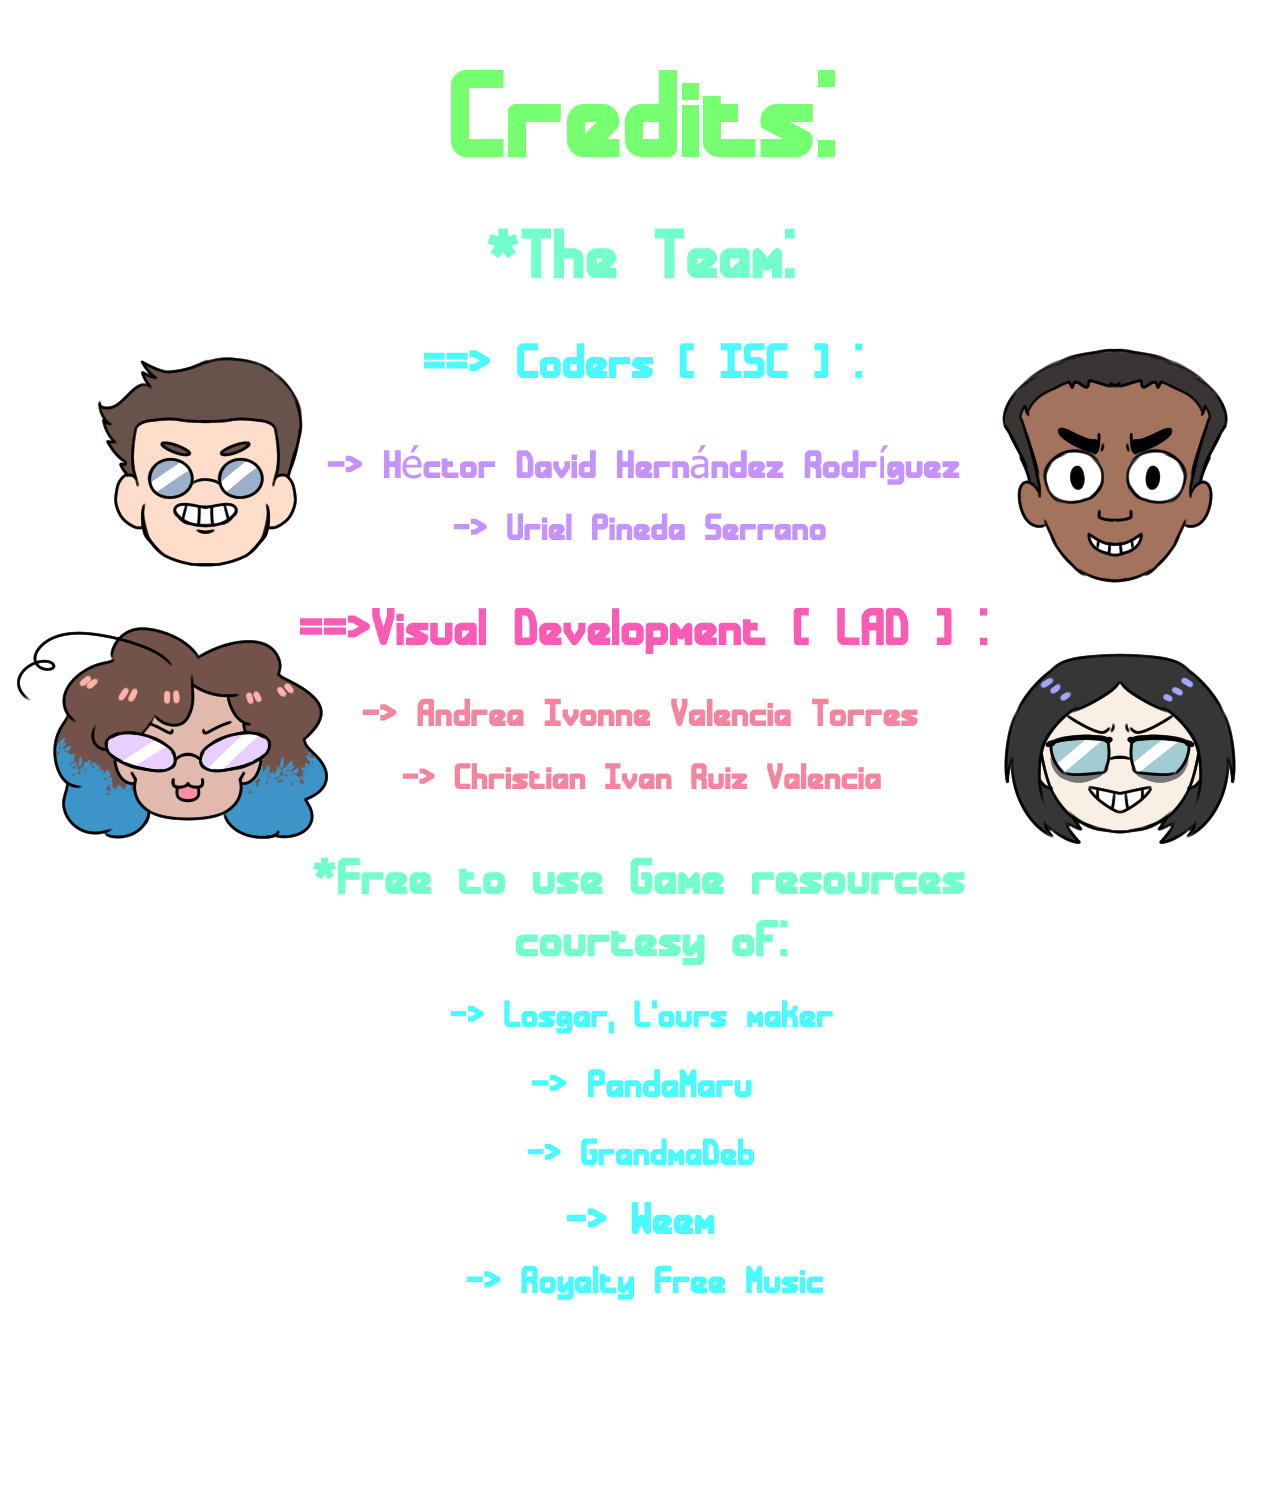 Credits:
*The Team:
==> Coders [ ISC ] :
-> Héctor David Hernández Rodríguez
-> Uriel Pineda Serrano
==>Visual Development [ LAD ] :
-> Andrea Ivonne Valencia Torres
-> Christian Ivan Ruiz Valencia
*Free to use Game resources
courtesy of:
-> Losgar, L'ours maker
-> PandaMaru
-> GrandmaDeb
-> Weem
-> Royalty Free Music